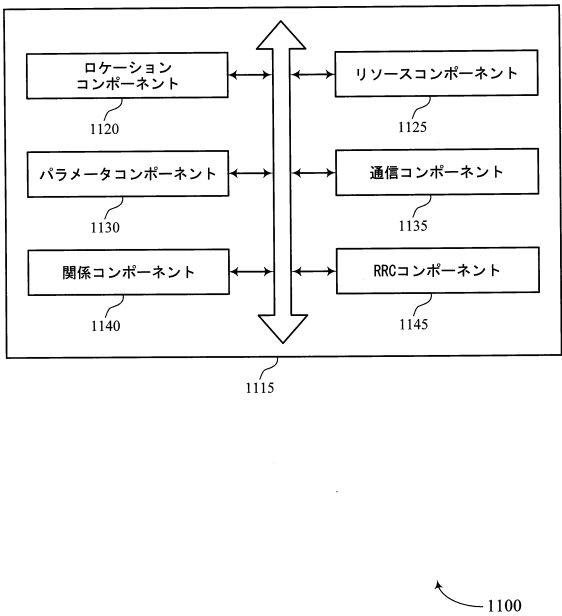 ロケーション
コンポーネント
1120
リソースコンポーネント
1125
パラメータコンポーネント
1130
通信コンポーネント
1135
関係コンポーネント
1140
RRCコンポーネント
1145
1115
1100